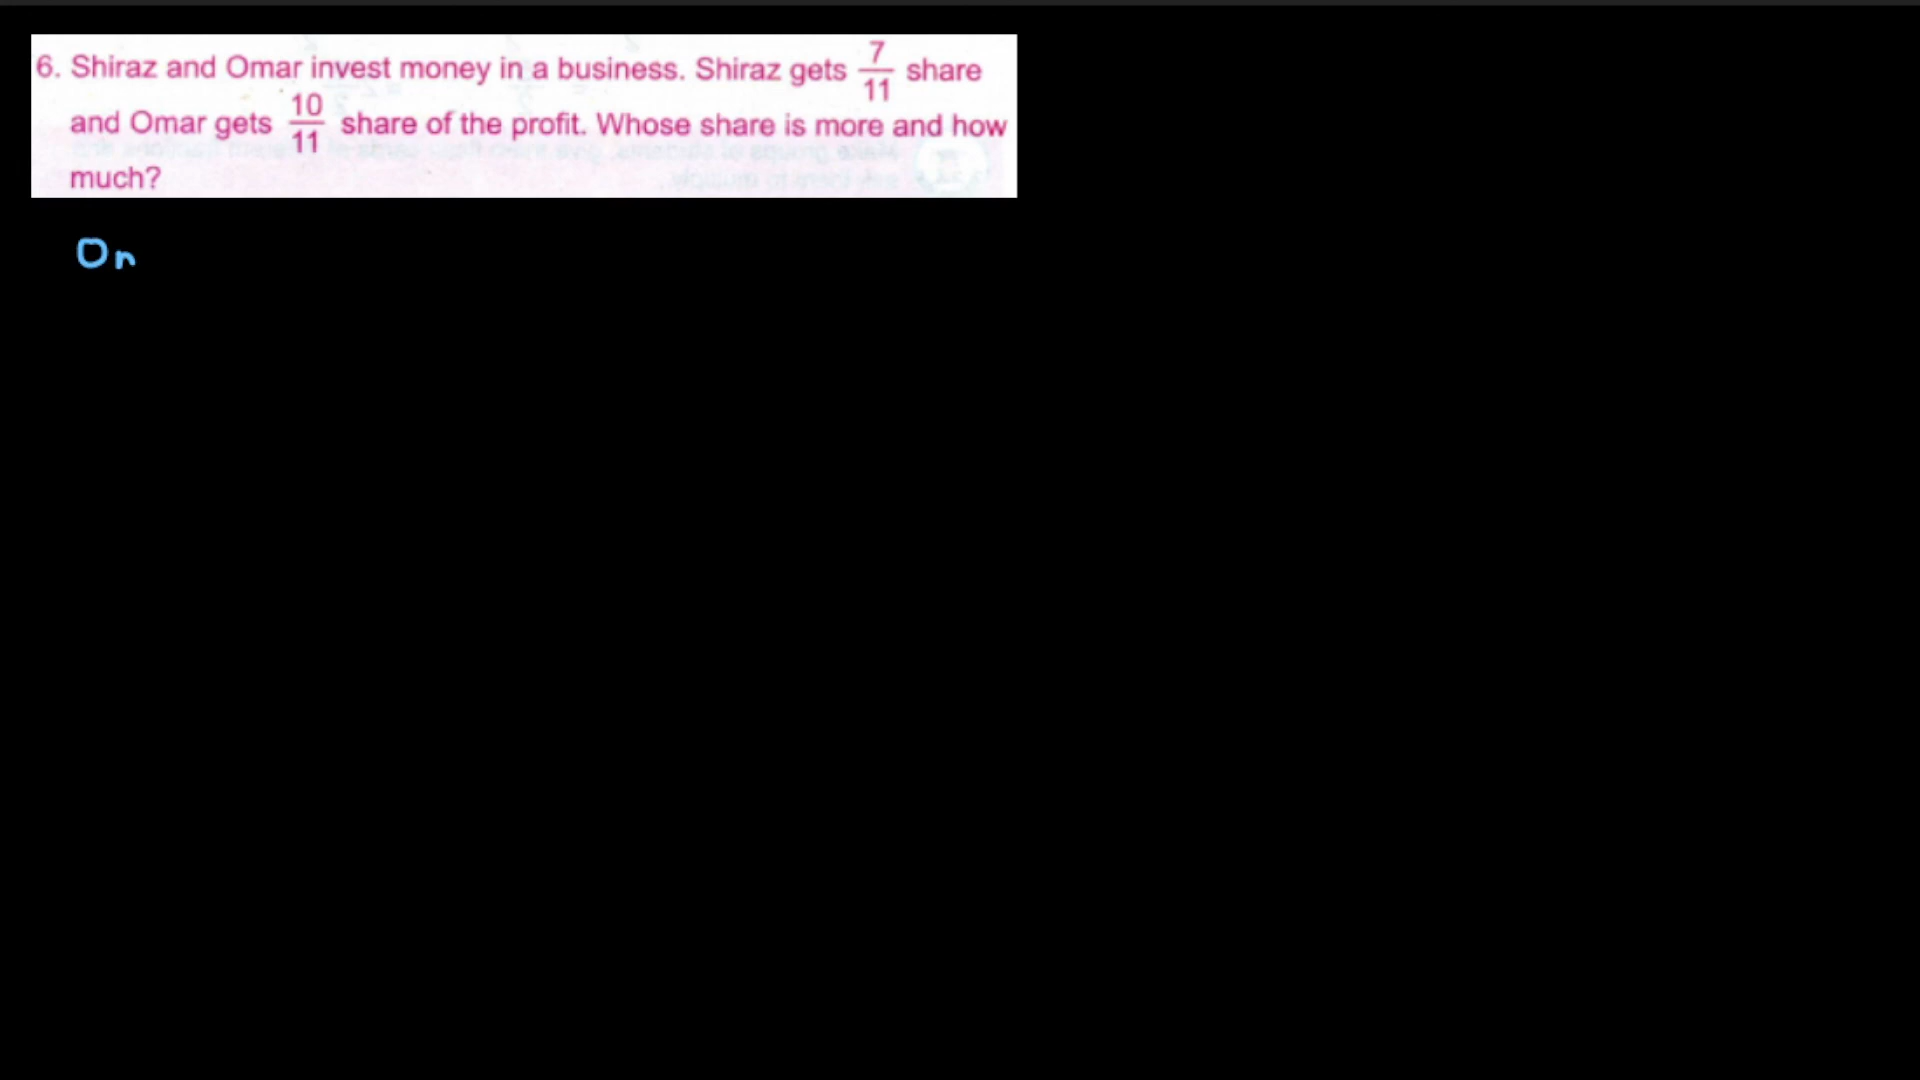 6. Shiraz and Omar invest money in a business. Shiraz gets 7/11 share
and Omar gets 10/11 share of the profit. Whose share is more and how
much?
On